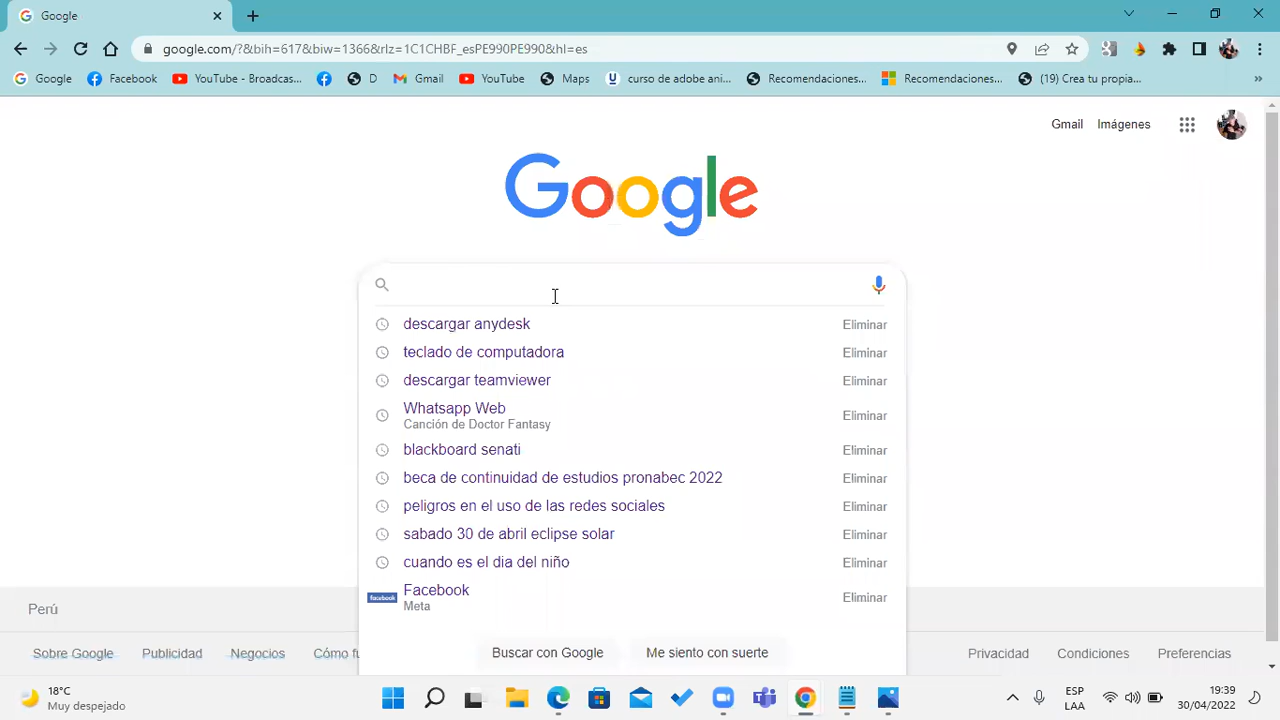 Google
google.com/?&bih=617&biw=1366&rlz=1C1CHBF_esPE990PE990&hl=es
Google
Facebook
YouTube - Broadcas...
D
Gmail
YouTube
Maps
curso de adobe ani...
Recomendaciones...
Recomendaciones...
(19) Crea tu propia...
»
Gmail
Imágenes
Google
descargar anydesk
Eliminar
teclado de computadora
Eliminar
descargar teamviewer
Eliminar
Whatsapp Web
Canción de Doctor Fantasy
Eliminar
blackboard senati
Eliminar
beca de continuidad de estudios pronabec 2022
Eliminar
peligros en el uso de las redes sociales
Eliminar
sabado 30 de abril eclipse solar
Eliminar
cuando es el dia del niño
Eliminar
facebook
Facebook
Meta
Eliminar
Perú
Buscar con Google
Me siento con suerte
Sobre Google
Publicidad
Negocios
Cómo fu
Privacidad
Condiciones
Preferencias
18°C
Muy despejado
ESP
LAA
19:39
30/04/2022